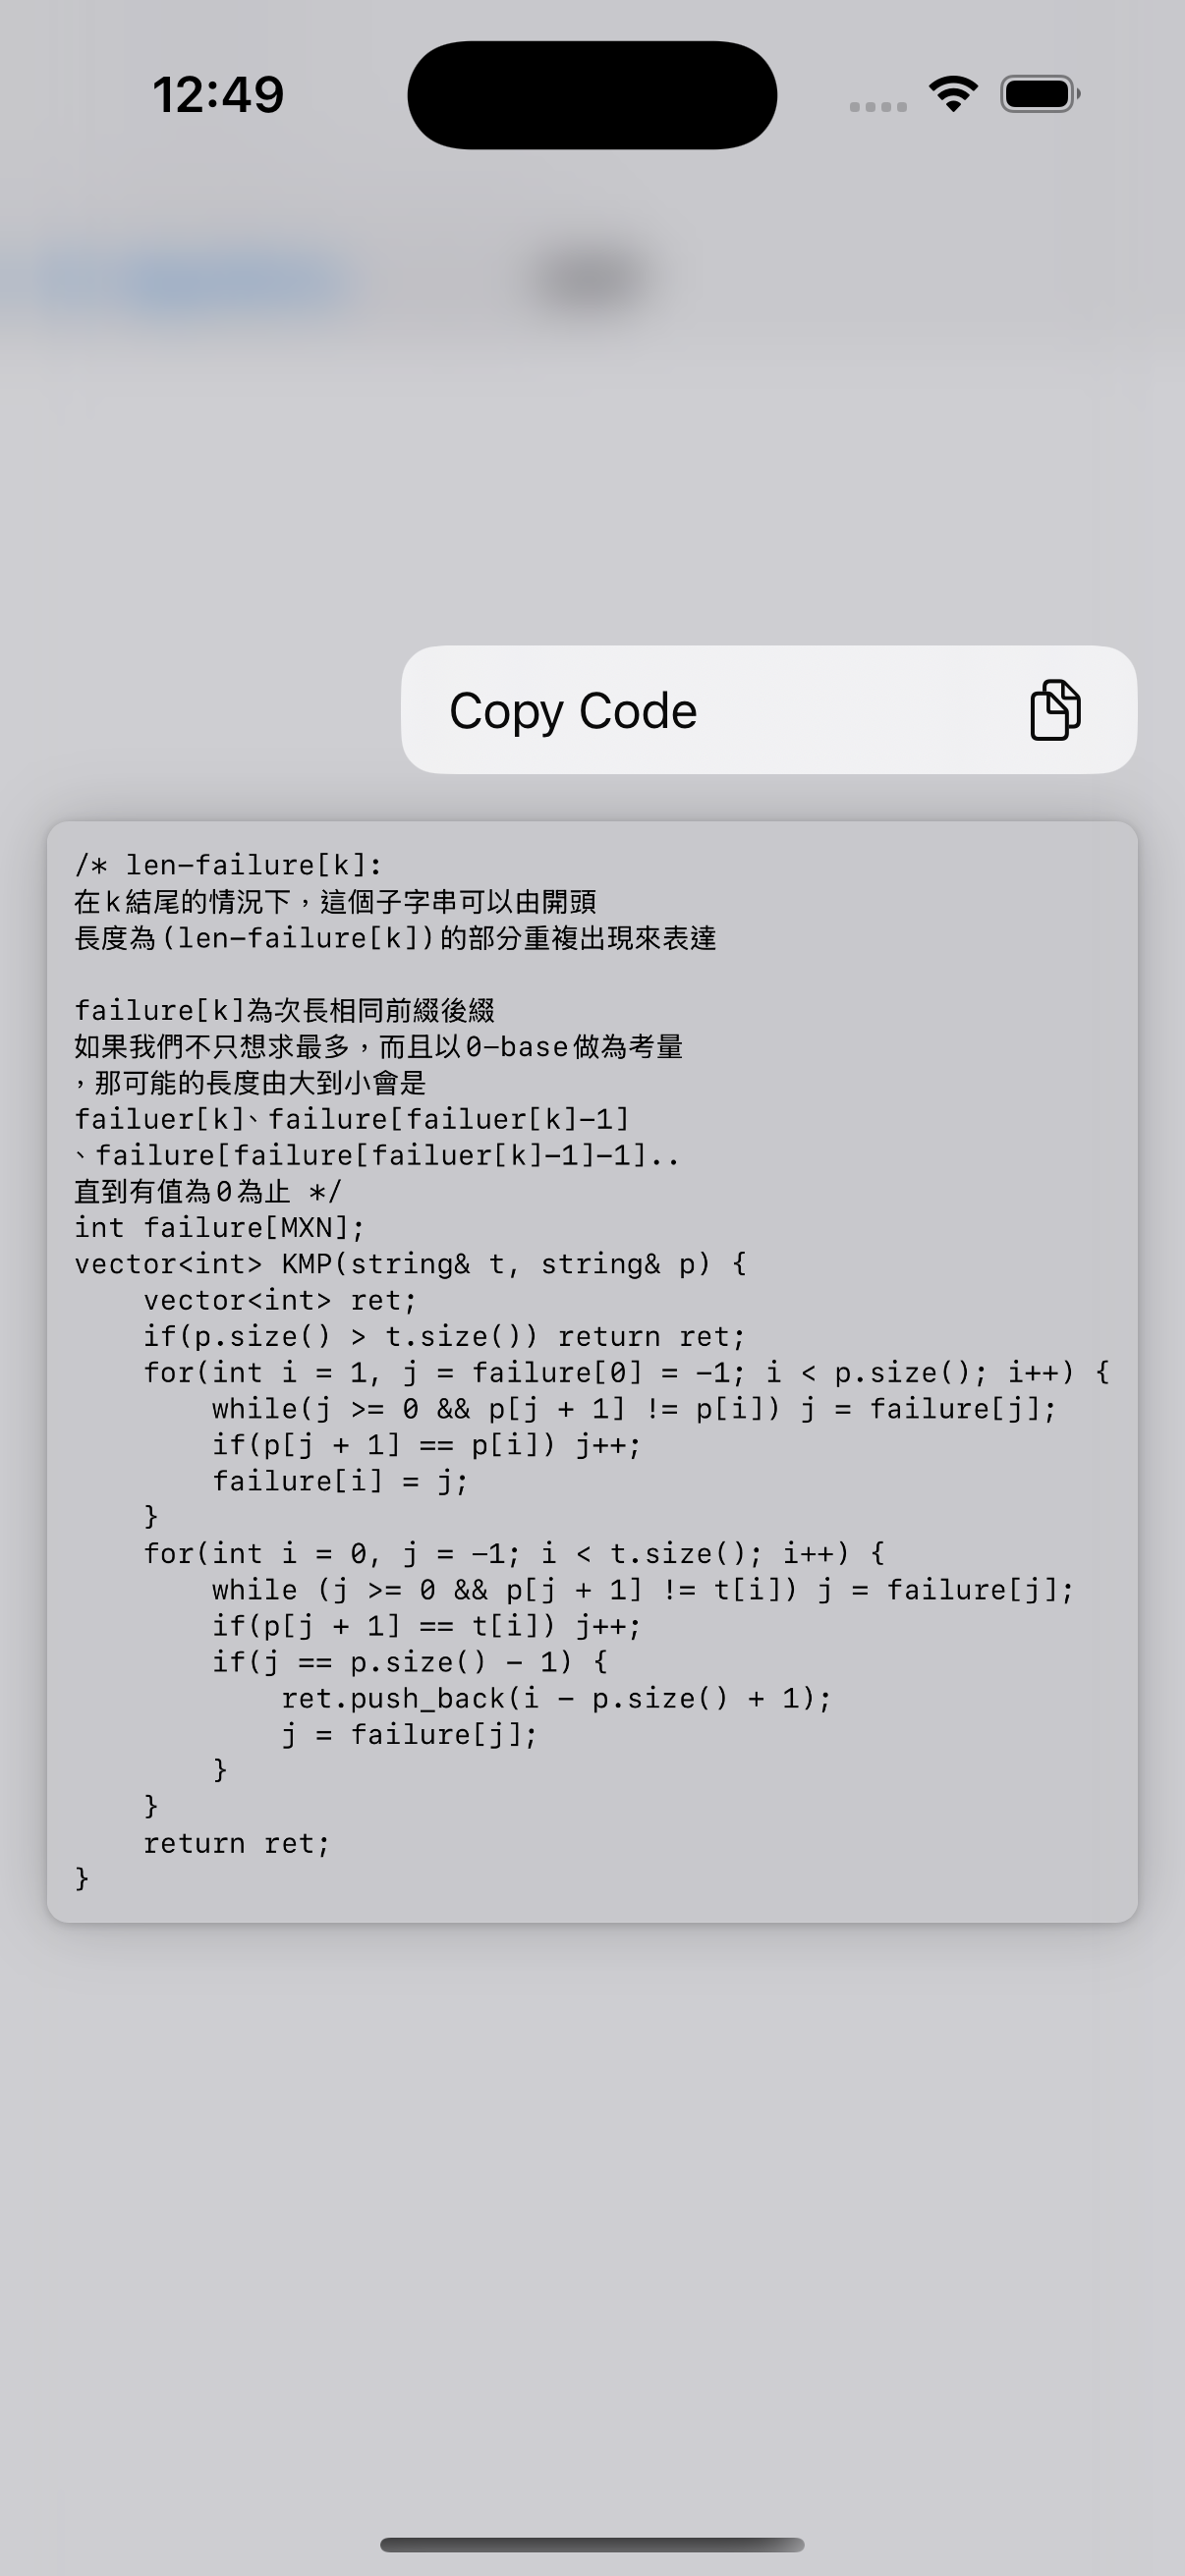 12:49
Copy Code
/* len-failure[k]:
在k結尾的情況下，這個子字串可以由開頭
長度為(len-failure[k])的部分重複出現來表達

failure[k]為次長相同前綴後綴
如果我們不只想求最多，而且以0-base做為考量
，那可能的長度由大到小會是
failuer[k]、failure[failuer[k]-1]
、failure[failure[failuer[k]-1]-1]..
直到有值為0為止 */
int failure[MXN];
vector<int> KMP(string& t, string& p) {
    vector<int> ret;
    if(p.size() > t.size()) return ret;
    for(int i = 1, j = failure[0] = -1; i < p.size(); i++) {
        while(j >= 0 && p[j + 1] != p[i]) j = failure[j];
        if(p[j + 1] == p[i]) j++;
        failure[i] = j;
    }
    for(int i = 0, j = -1; i < t.size(); i++) {
        while (j >= 0 && p[j + 1] != t[i]) j = failure[j];
        if(p[j + 1] == t[i]) j++;
        if(j == p.size() - 1) {
            ret.push_back(i - p.size() + 1);
            j = failure[j];
        }
    }
    return ret;
}